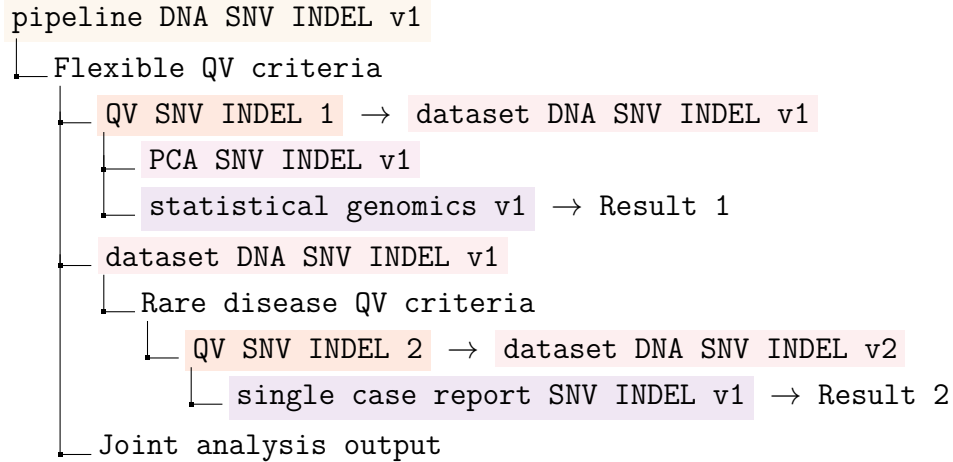 pipeline DNA SNV INDEL v1
Flexible QV criteria
QV SNV INDEL 1 → dataset DNA SNV INDEL v1
PCA SNV INDEL v1
statistical genomics v1 → Result 1
dataset DNA SNV INDEL v1
Rare disease QV criteria
QV SNV INDEL 2 → dataset DNA SNV INDEL v2
single case report SNV INDEL v1 → Result 2
Joint analysis output